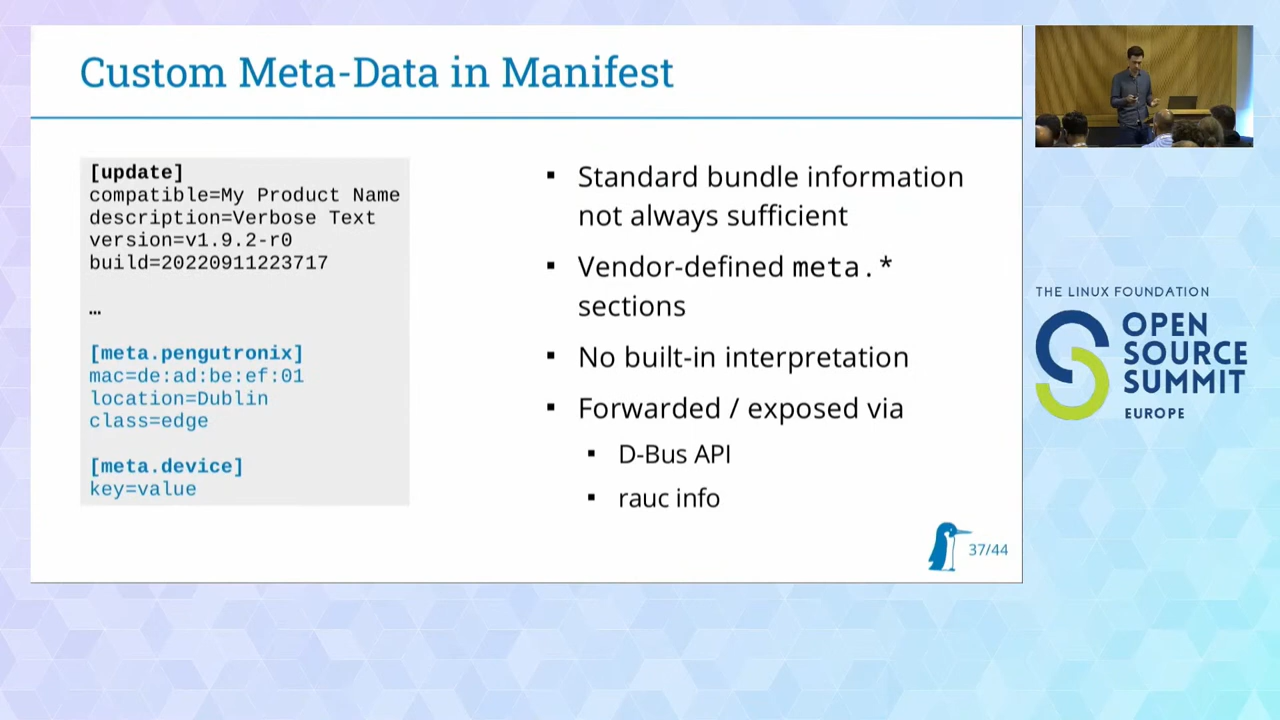 Custom Meta-Data in Manifest
[update]
compatible=My Product Name
description=Verbose Text
version=v1.9.2-r0
build=20220911223717
…
[meta.pengutronix]
mac=de:ad:be:ef:01
location=Dublin
class=edge
[meta.device]
key=value
▪ Standard bundle information
not always sufficient
▪ Vendor-defined meta.*
sections
▪ No built-in interpretation
▪ Forwarded / exposed via
▪ D-Bus API
▪ rauc info
37/44
THE LINUX FOUNDATION
OPEN
SOURCE
SUMMIT
EUROPE